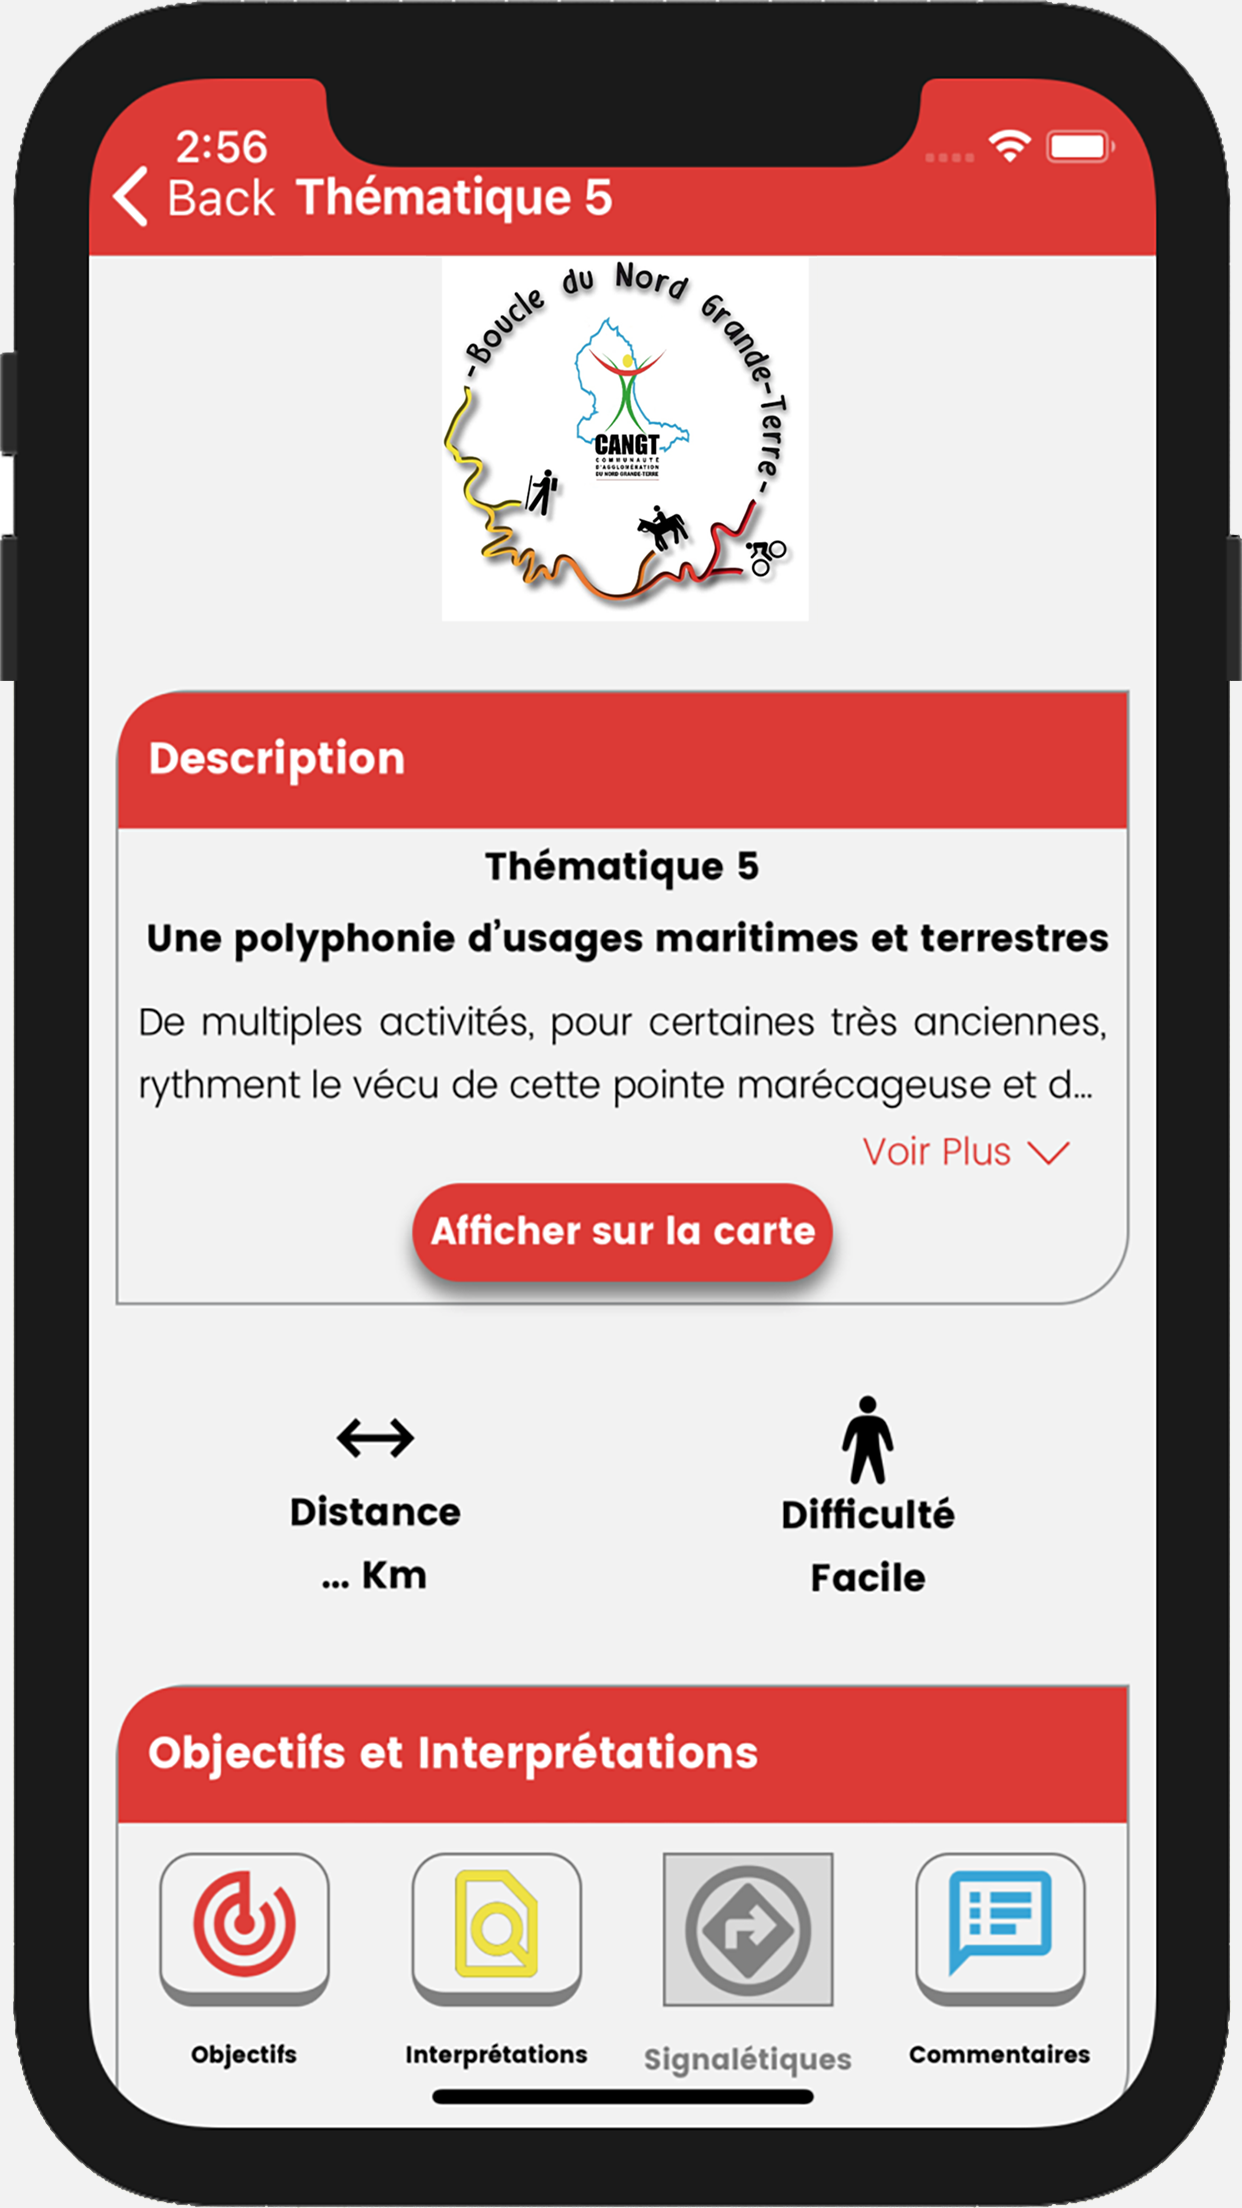 2:56
Back Thématique 5
-Boucle du Nord Grande-Terre-
CANGT
COMMUNAUTÉ
D'AGGLOMÉRATION
DU NORD GRANDE-TERRE
Description
Thématique 5
Une polyphonie d’usages maritimes et terrestres
De multiples activités, pour certaines très anciennes,
rythment le vécu de cette pointe marécageuse et d...
Voir Plus
Afficher sur la carte
Distance
... Km
Difficulté
Facile
Objectifs et Interprétations
Objectifs
Interprétations
Signalétiques
Commentaires